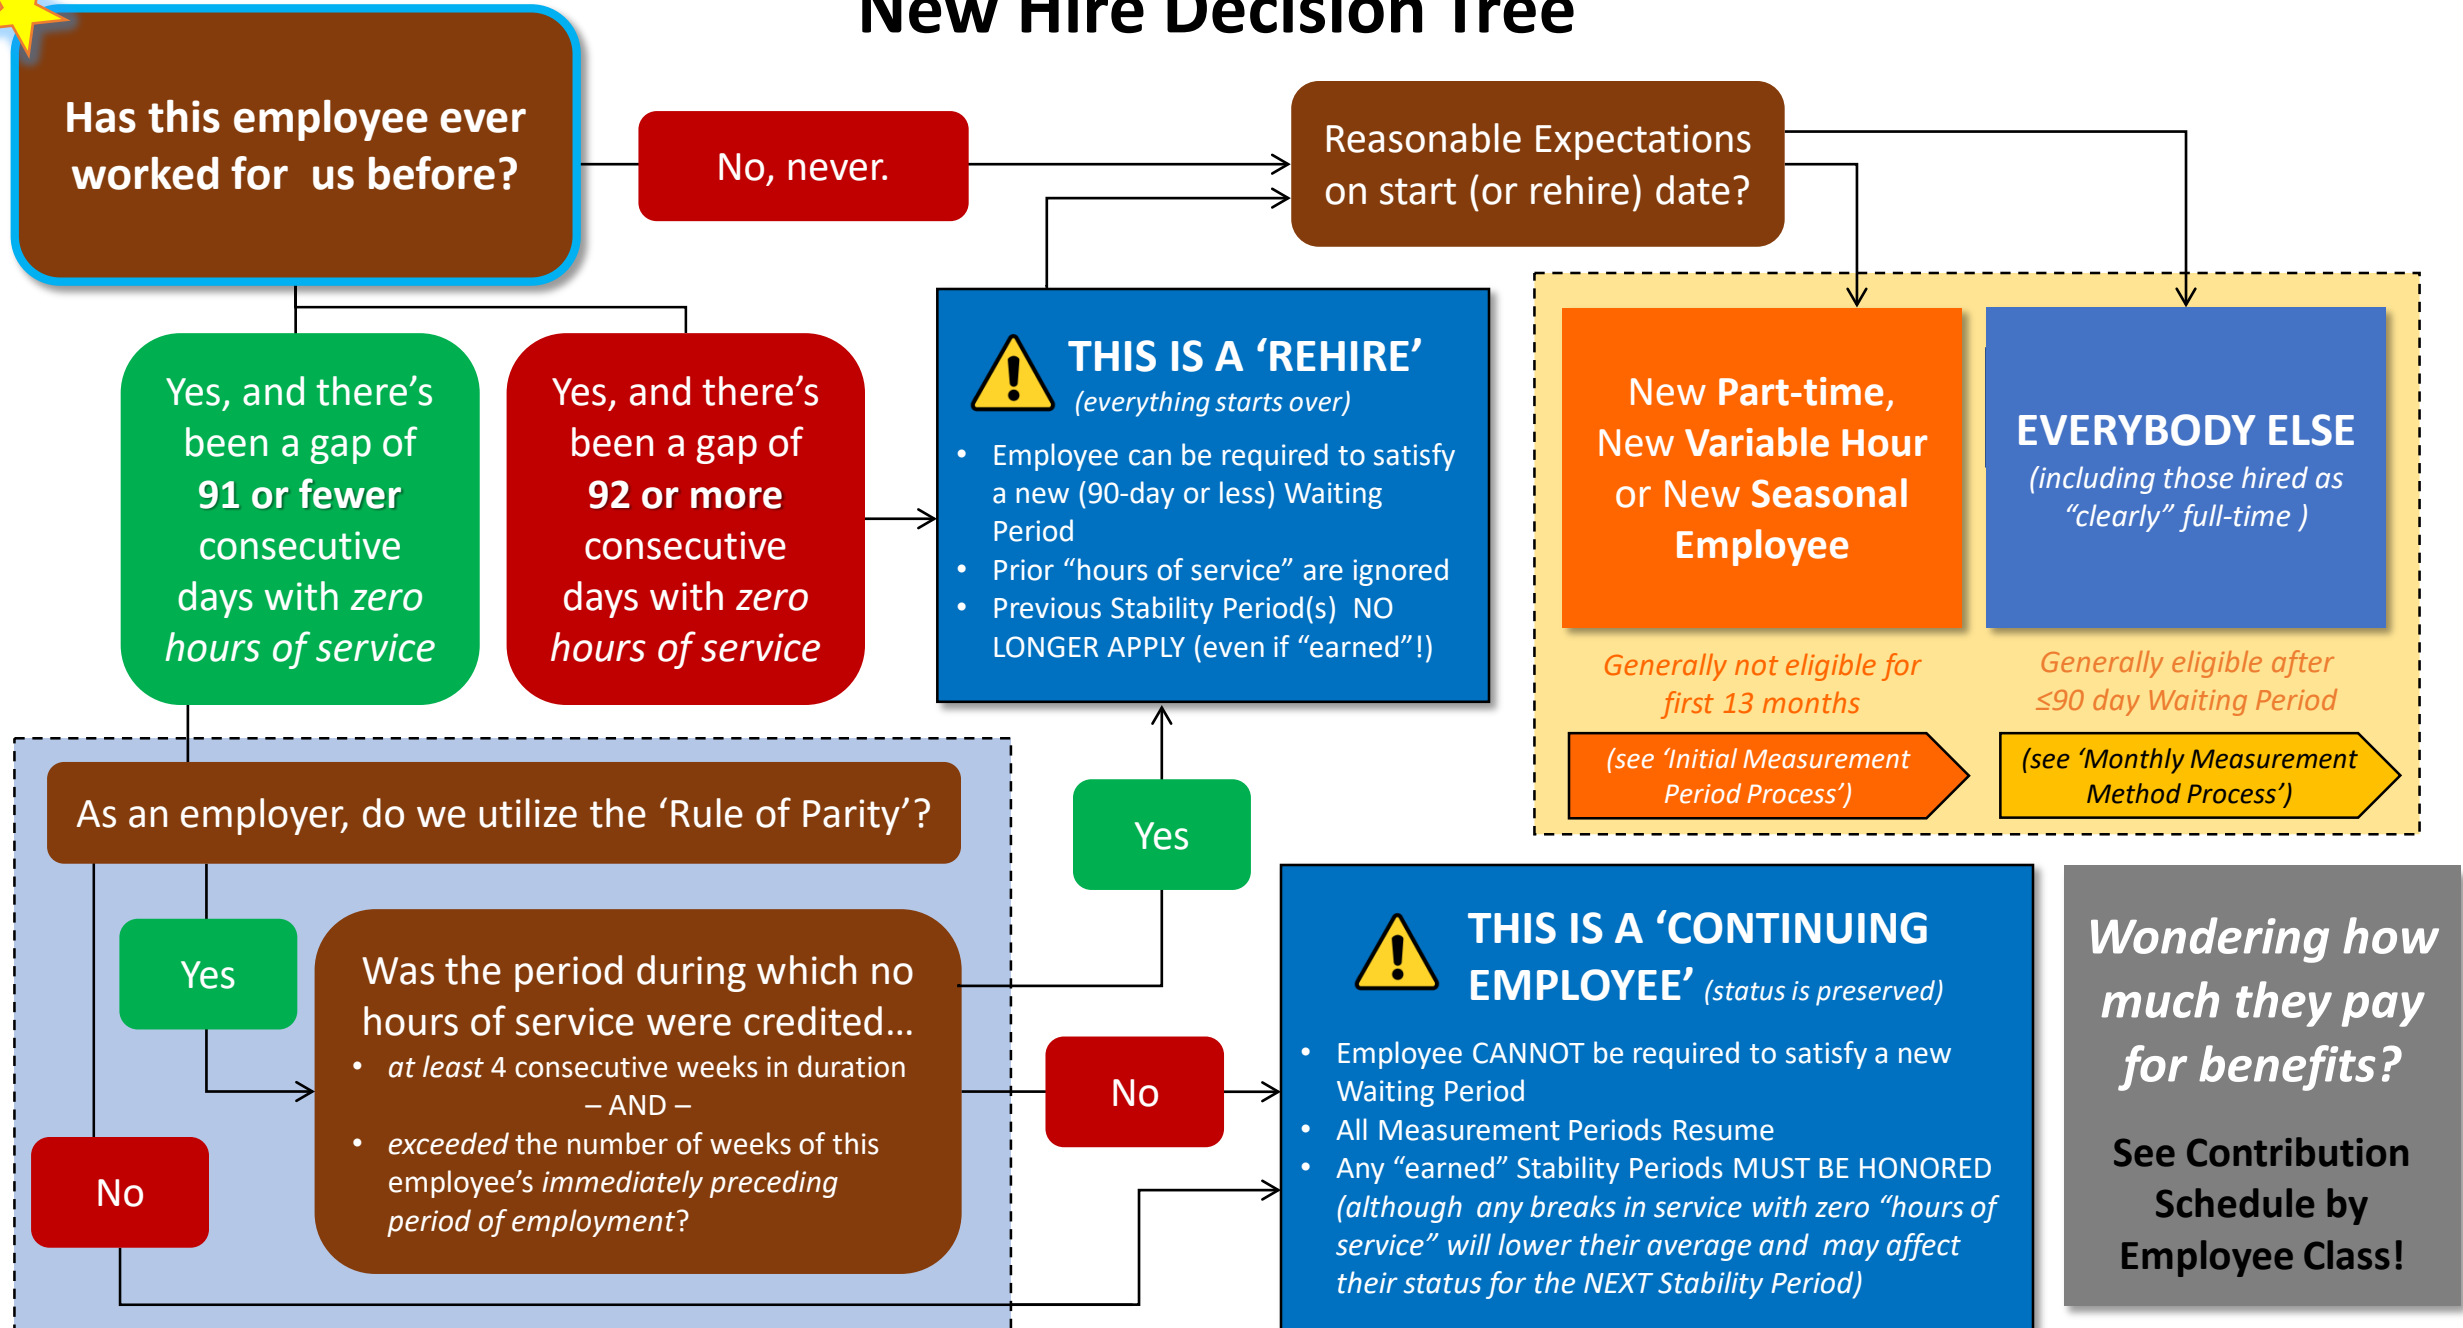 New Hire Decision Tree
Has this employee ever
worked for us before?
No, never.
Reasonable Expectations
on start (or rehire) date?
Yes, and there’s
been a gap of
91 or fewer
consecutive
days with zero
hours of service
Yes, and there’s
been a gap of
92 or more
consecutive
days with zero
hours of service
THIS IS A ‘REHIRE’
(everything starts over)
• Employee can be required to satisfy
a new (90-day or less) Waiting
Period
• Prior “hours of service” are ignored
• Previous Stability Period(s) NO
LONGER APPLY (even if “earned”!)
New Part-time,
New Variable Hour
or New Seasonal
Employee
EVERYBODY ELSE
(including those hired as
“clearly” full-time )
Generally not eligible for
first 13 months
Generally eligible after
≤90 day Waiting Period
(see ‘Initial Measurement
Period Process’)
(see ‘Monthly Measurement
Method Process’)
As an employer, do we utilize the ‘Rule of Parity’?
Yes
No
Was the period during which no
hours of service were credited…
• at least 4 consecutive weeks in duration
– AND –
• exceeded the number of weeks of this
employee’s immediately preceding
period of employment?
Yes
No
THIS IS A ‘CONTINUING
EMPLOYEE’ (status is preserved)
• Employee CANNOT be required to satisfy a new
Waiting Period
• All Measurement Periods Resume
• Any “earned” Stability Periods MUST BE HONORED
(although any breaks in service with zero “hours of
service” will lower their average and may affect
their status for the NEXT Stability Period)
Wondering how
much they pay
for benefits?
See Contribution
Schedule by
Employee Class!